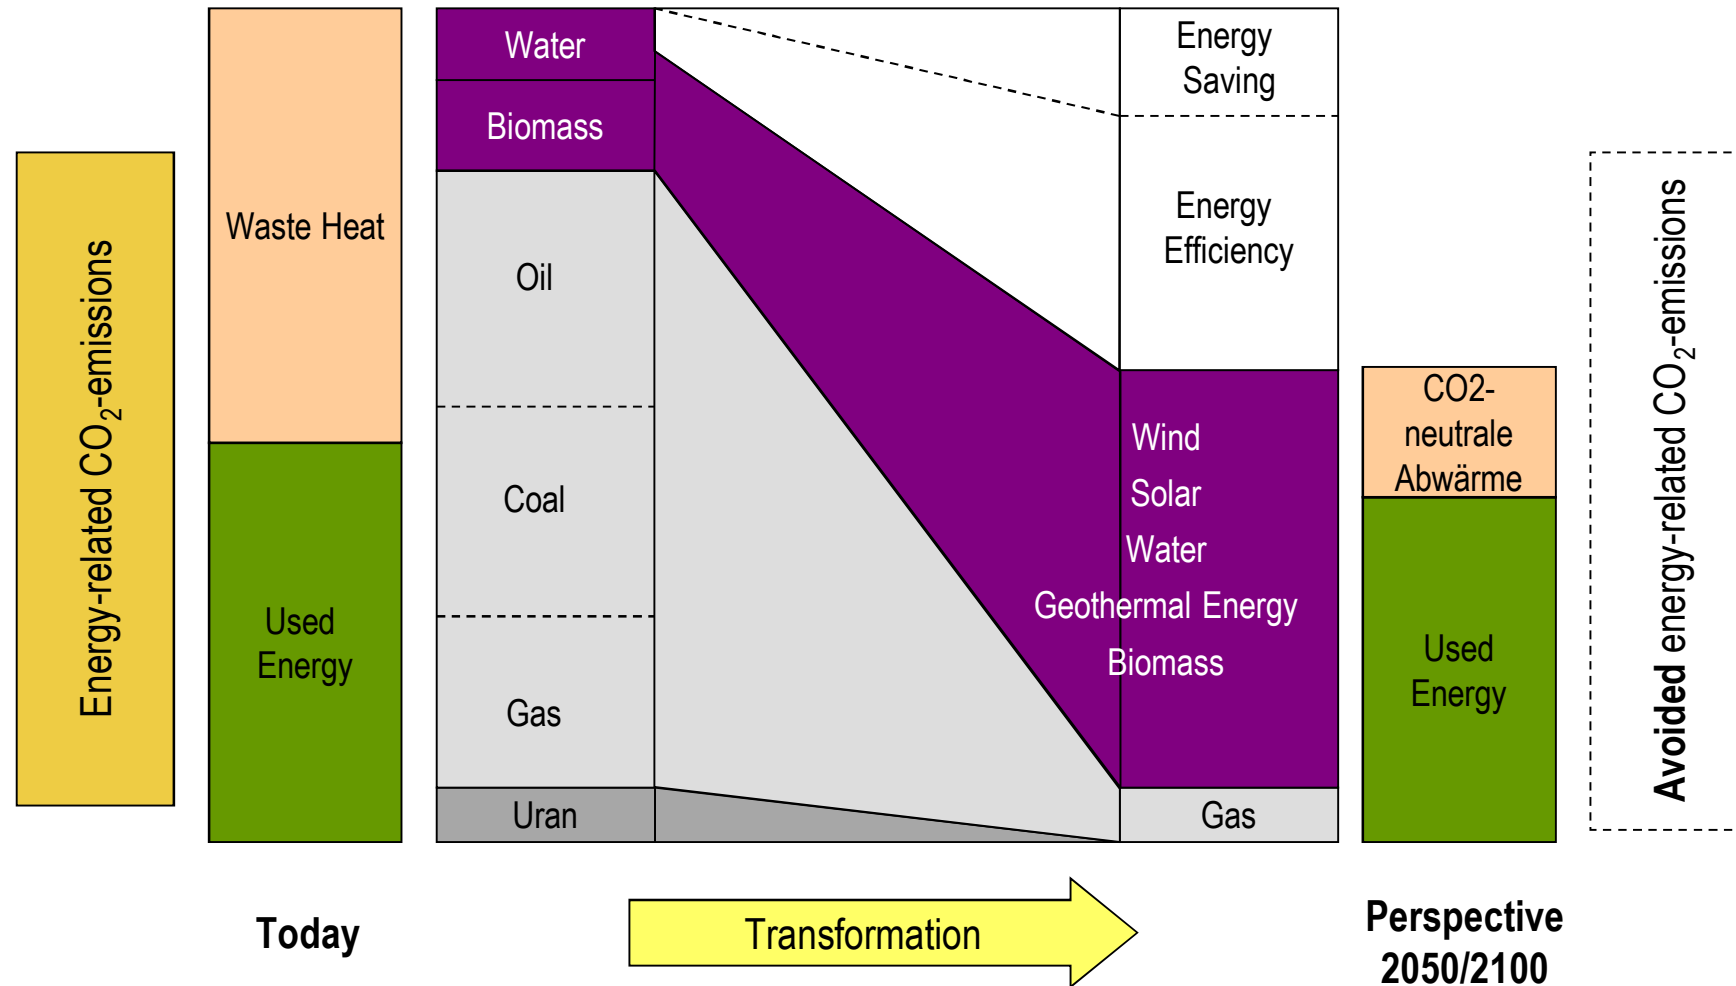 Energy-related CO₂-emissions
Waste Heat
Used
Energy
Water
Biomass
Oil
Coal
Gas
Uran
Energy
Saving
Energy
Efficiency
Wind
Solar
Water
Geothermal Energy
Biomass
Gas
CO2-
neutrale
Abwärme
Used
Energy
Avoided energy-related CO₂-emissions
Today
Transformation
Perspective
2050/2100